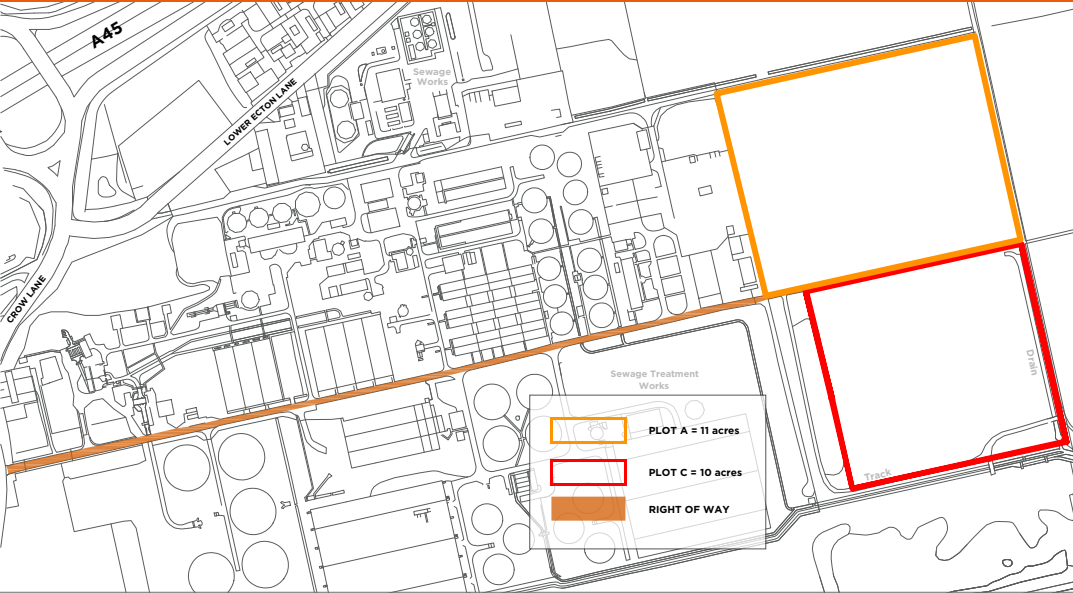 A45
Sewage
Works
LOWER ECTON LANE
CROW LANE
Drain
Sewage Treatment
Works
PLOT A = 11 acres
PLOT C = 10 acres
RIGHT OF WAY
Track